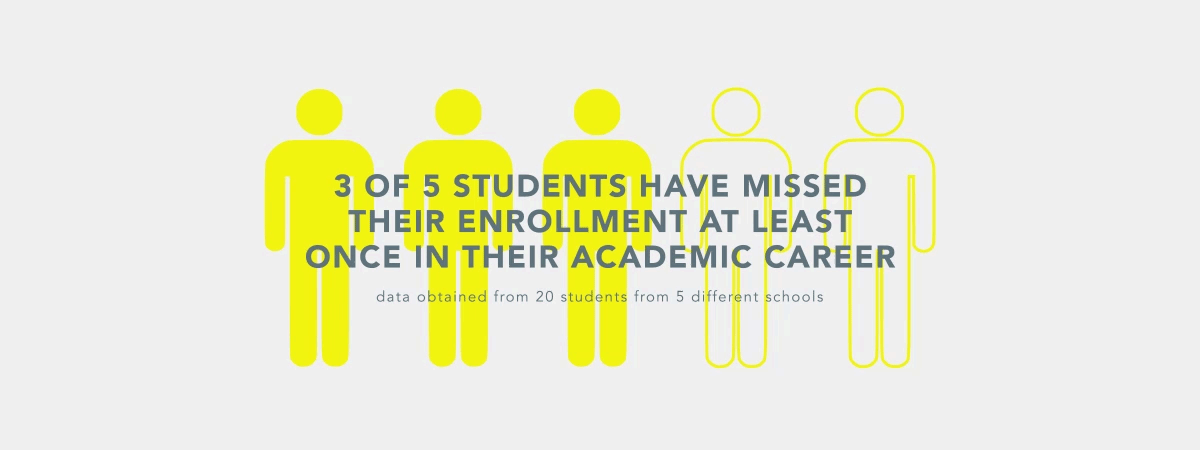 3 OF 5 STUDENTS HAVE MISSED
THEIR ENROLLMENT AT LEAST
ONCE IN THEIR ACADEMIC CAREER
data obtained from 20 students from 5 different schools